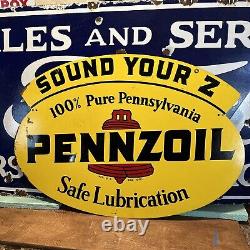 LES AND SER
SOUND YOUR Z
100% Pure Pennsylvania
PENNZOIL
Safe Lubrication